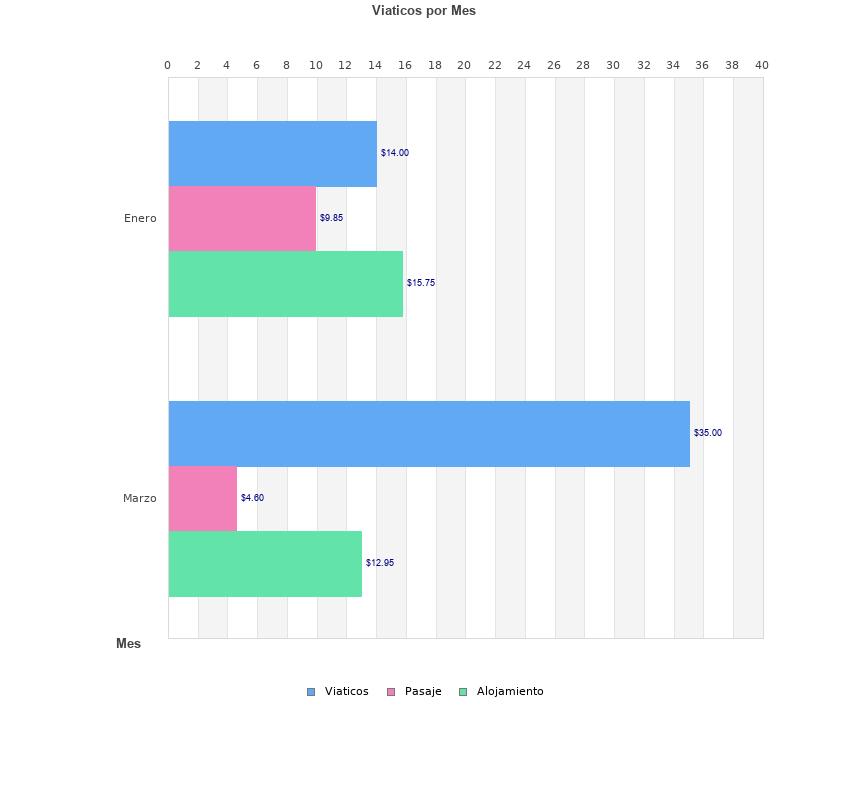 Viaticos por Mes
0 2 4 6 8 10 12 14 16 18 20 22 24 26 28 30 32 34 36 38 40
$14.00
Enero $9.85
$15.75
$35.00
Marzo $4.60
$12.95
Mes
Viaticos Pasaje Alojamiento